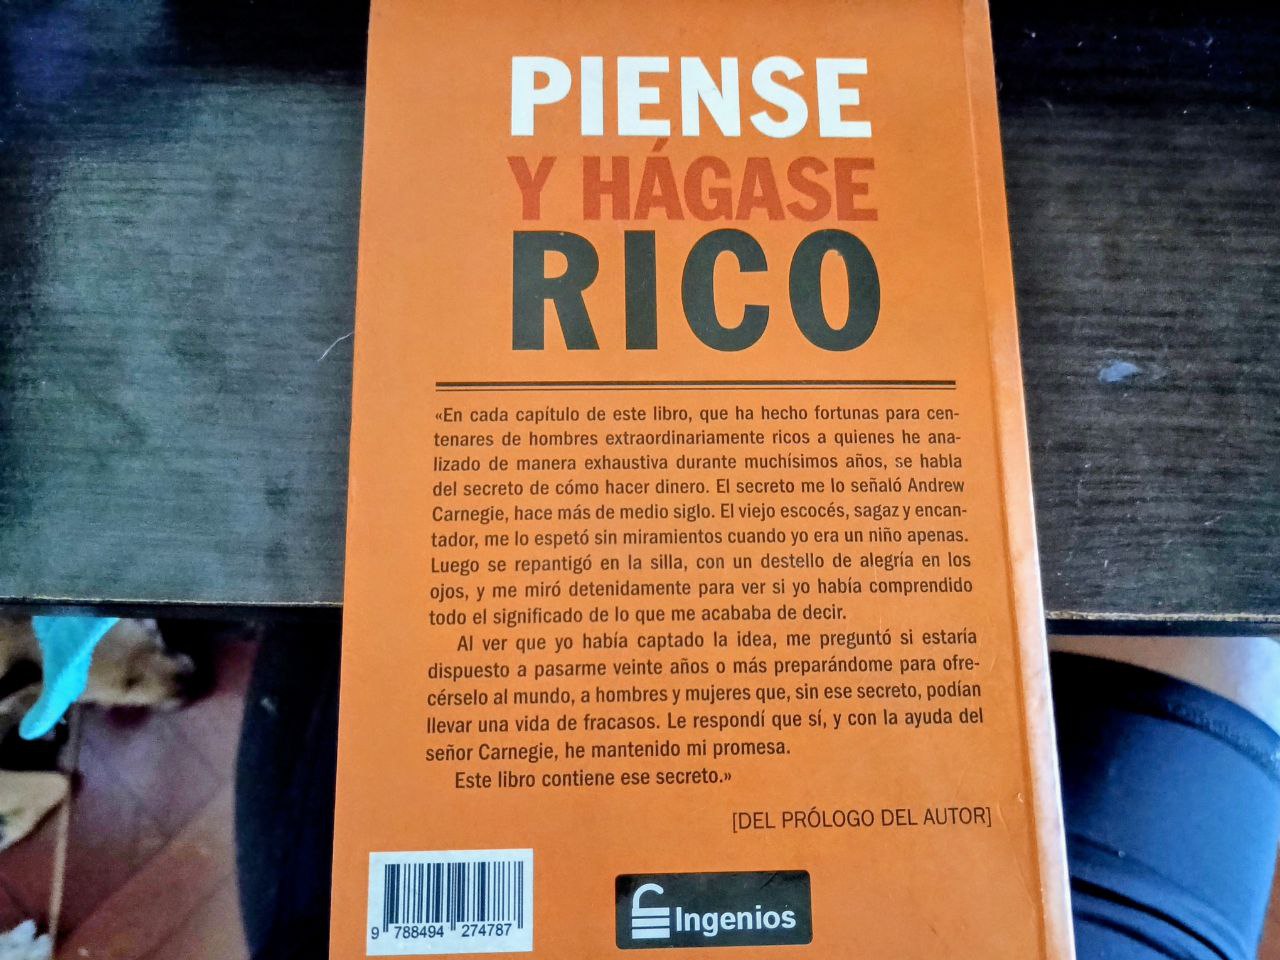 PIENSE
Y HÁGASE
RICO
«En cada capítulo de este libro, que ha hecho fortunas para cen-
tenares de hombres extraordinariamente ricos a quienes he ana-
lizado de manera exhaustiva durante muchísimos años, se habla
del secreto de cómo hacer dinero. El secreto me lo señaló Andrew
Carnegie, hace más de medio siglo. El viejo escocés, sagaz y encan-
tador, me lo espetó sin miramientos cuando yo era un niño apenas.
Luego se repantigó en la silla, con un destello de alegría en los
ojos, y me miró detenidamente para ver si yo había comprendido
todo el significado de lo que me acababa de decir.
Al ver que yo había captado la idea, me preguntó si estaría
dispuesto a pasarme veinte años o más preparándome para ofre-
cérselo al mundo, a hombres y mujeres que, sin ese secreto, podían
llevar una vida de fracasos. Le respondí que sí, y con la ayuda del
señor Carnegie, he mantenido mi promesa.
Este libro contiene ese secreto.»
[DEL PRÓLOGO DEL AUTOR]
9 788494 274787
Ingenios